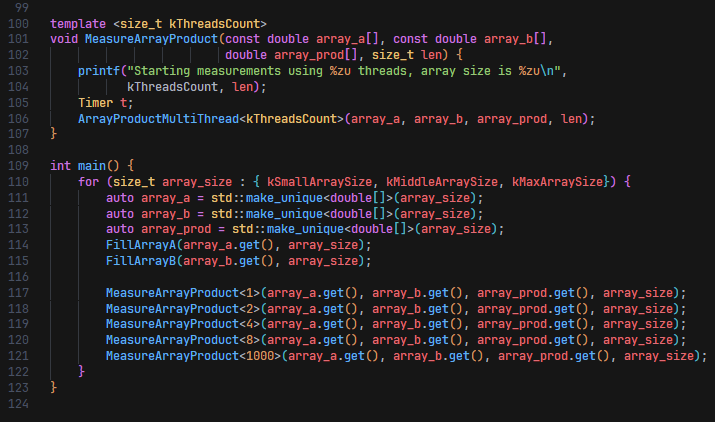 99
100 template <size_t kThreadsCount>
101 void MeasureArrayProduct(const double array_a[], const double array_b[],
102                          double array_prod[], size_t len) {
103     printf("Starting measurements using %zu threads, array size is %zu\n",
104            kThreadsCount, len);
105     Timer t;
106     ArrayProductMultiThread<kThreadsCount>(array_a, array_b, array_prod, len);
107 }
108
109 int main() {
110     for (size_t array_size : { kSmallArraySize, kMiddleArraySize, kMaxArraySize}) {
111         auto array_a = std::make_unique<double[]>(array_size);
112         auto array_b = std::make_unique<double[]>(array_size);
113         auto array_prod = std::make_unique<double[]>(array_size);
114         FillArrayA(array_a.get(), array_size);
115         FillArrayB(array_b.get(), array_size);
116
117         MeasureArrayProduct<1>(array_a.get(), array_b.get(), array_prod.get(), array_size);
118         MeasureArrayProduct<2>(array_a.get(), array_b.get(), array_prod.get(), array_size);
119         MeasureArrayProduct<4>(array_a.get(), array_b.get(), array_prod.get(), array_size);
120         MeasureArrayProduct<8>(array_a.get(), array_b.get(), array_prod.get(), array_size);
121         MeasureArrayProduct<1000>(array_a.get(), array_b.get(), array_prod.get(), array_size);
122     }
123 }
124